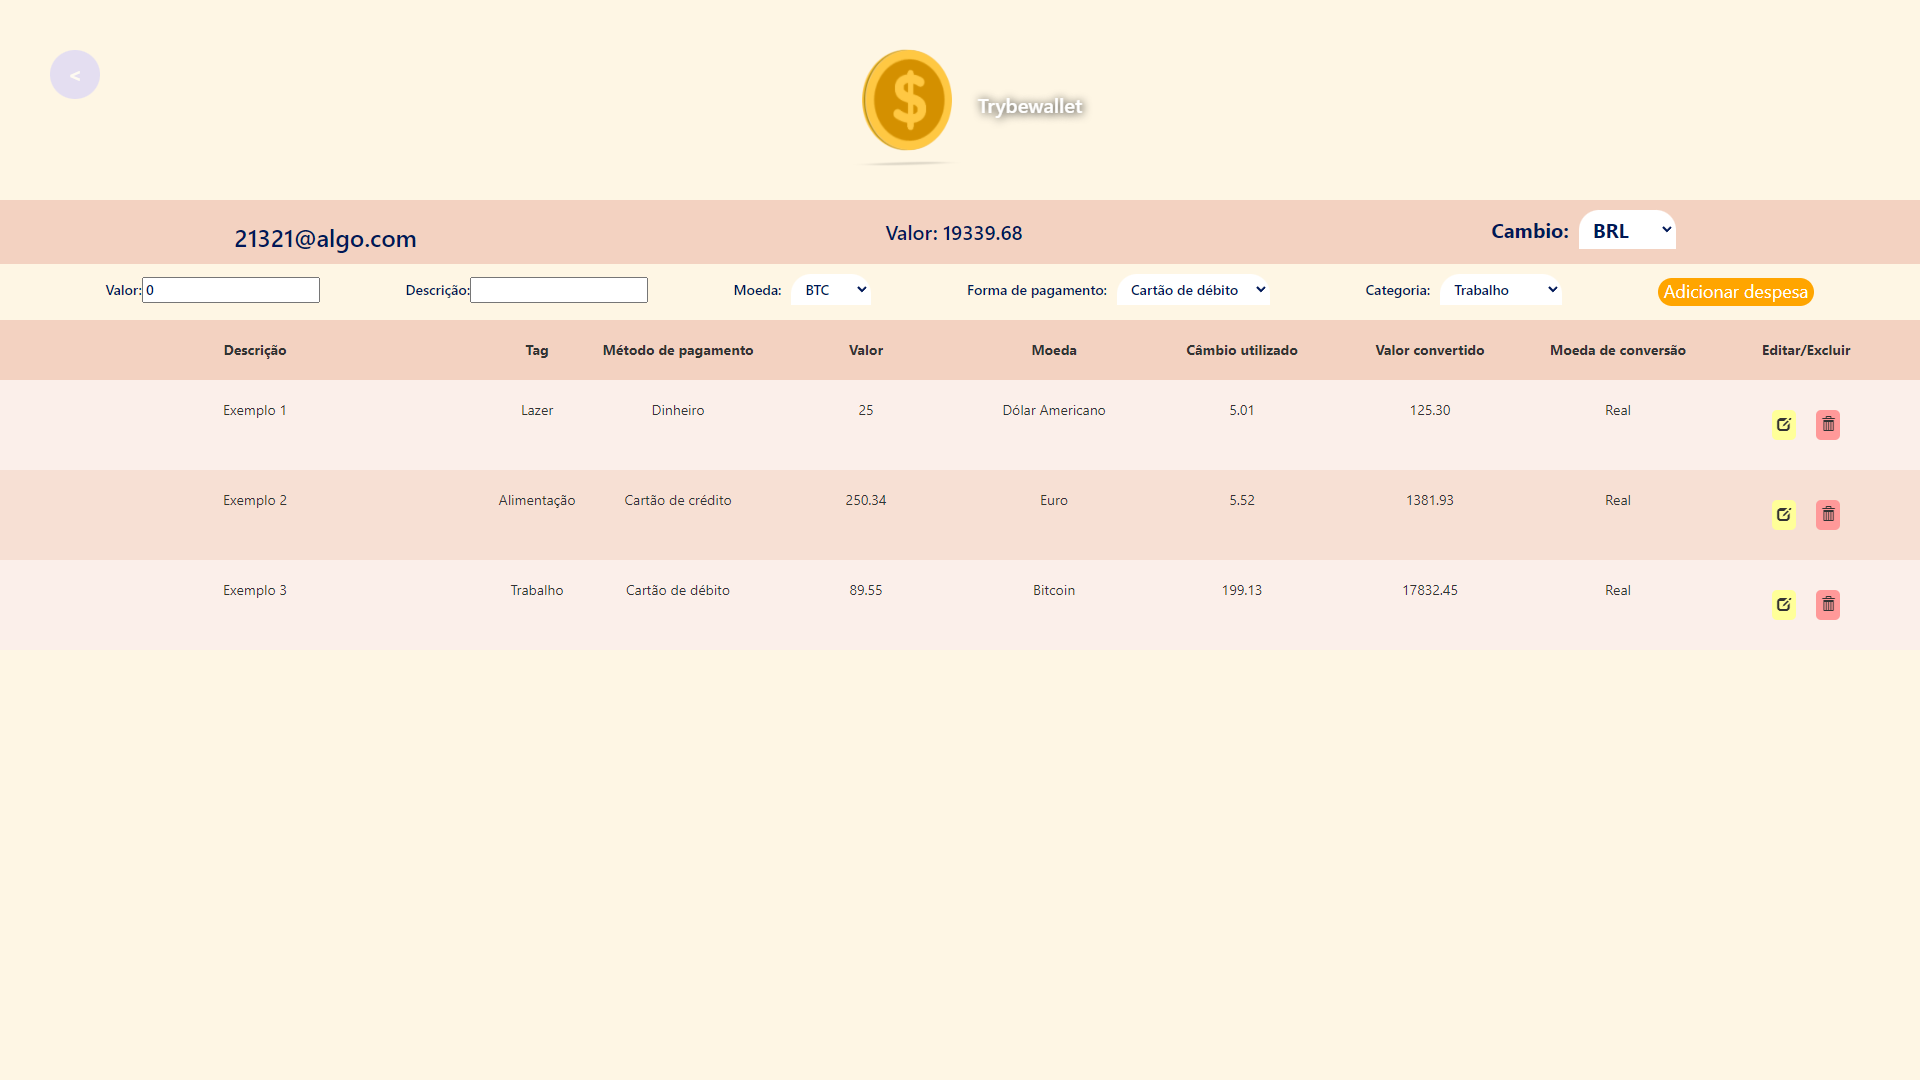 <
$
Trybewallet
21321@algo.com Valor: 19339.68 Cambio: BRL
Valor: 0 Descrição: Moeda: BTC Forma de pagamento: Cartão de débito Categoria: Trabalho Adicionar despesa
Descrição Tag Método de pagamento Valor Moeda Câmbio utilizado Valor convertido Moeda de conversão Editar/Excluir
Exemplo 1 Lazer Dinheiro 25 Dólar Americano 5.01 125.30 Real
Exemplo 2 Alimentação Cartão de crédito 250.34 Euro 5.52 1381.93 Real
Exemplo 3 Trabalho Cartão de débito 89.55 Bitcoin 199.13 17832.45 Real